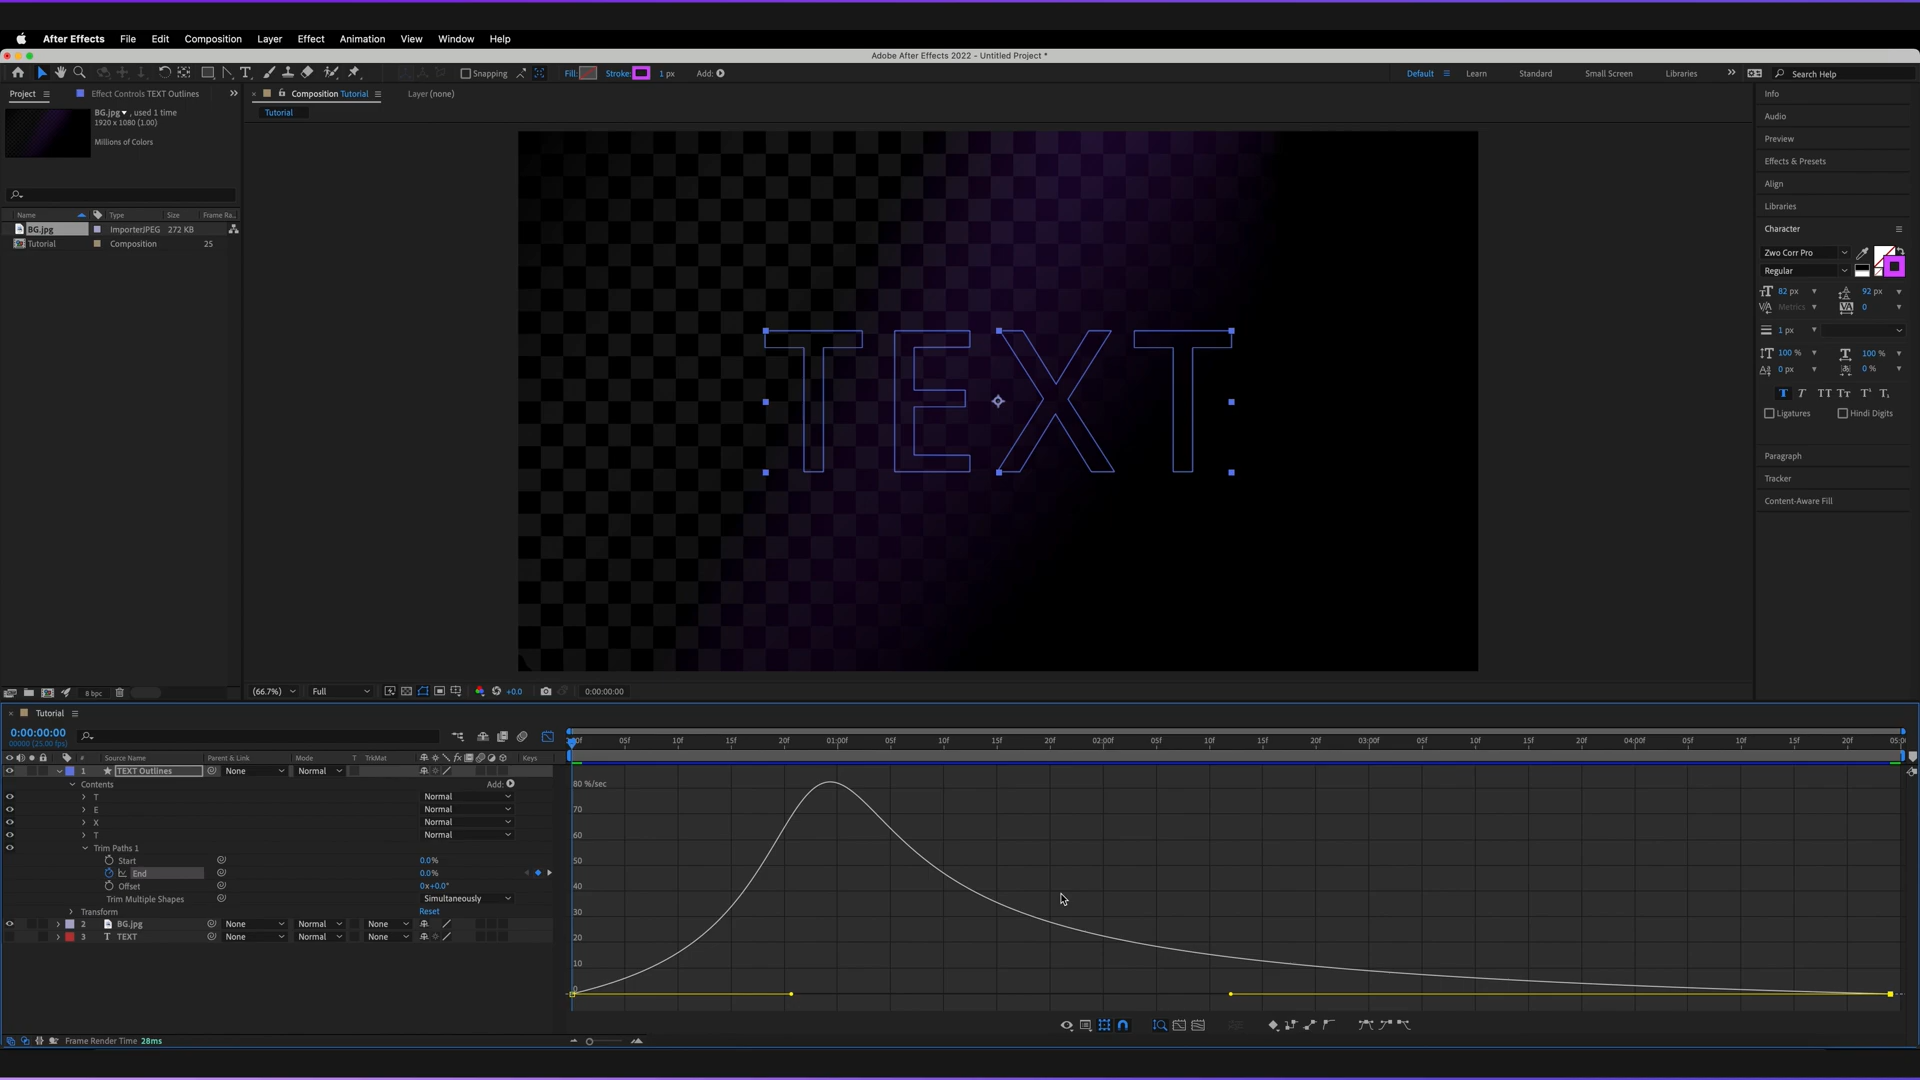 After Effects File Edit Composition Layer Effect Animation View Window Help
Adobe After Effects 2022 - Untitled Project *
Snapping Fill: Stroke: 1 px Add: Default Learn Standard Small Screen Libraries Search Help
Project Effect Controls TEXT Outlines Composition Tutorial Layer (none) Info
BG.jpg , used 1 time
1920 x 1080 (1.00)
Millions of Colors
Tutorial
Audio
Preview
Effects & Presets
Align
Libraries
Character
Zwo Corr Pro
Regular
82 px 92 px
Metrics 0
1 px
100 % 100 %
0 px 0 %
Ligatures Hindi Digits
Paragraph
Tracker
Content-Aware Fill
Name Type Size Frame Ra...
BG.jpg ImporterJPEG 272 KB
Tutorial Composition 25
TEXT
8 bpc (66.7%) Full +0.0 0:00:00:00
Tutorial
0:00:00:00
00000 (25.00 fps)
05f 10f 15f 20f 01:00f 05f 10f 15f 20f 02:00f 05f 10f 15f 20f 03:00f 05f 10f 15f 20f 04:00f 05f 10f 15f 20f
# Source Name Parent & Link Mode T TrkMat Keys
1 TEXT Outlines None Normal
Contents Add:
T Normal
E Normal
X Normal
T Normal
Trim Paths 1
Start 0.0%
End 0.0%
Offset 0x+0.0°
Trim Multiple Shapes Simultaneously
Transform Reset
2 BG.jpg None Normal None
3 T TEXT None Normal None
80 %/sec
70
60
50
40
30
20
10
0
Frame Render Time 28ms